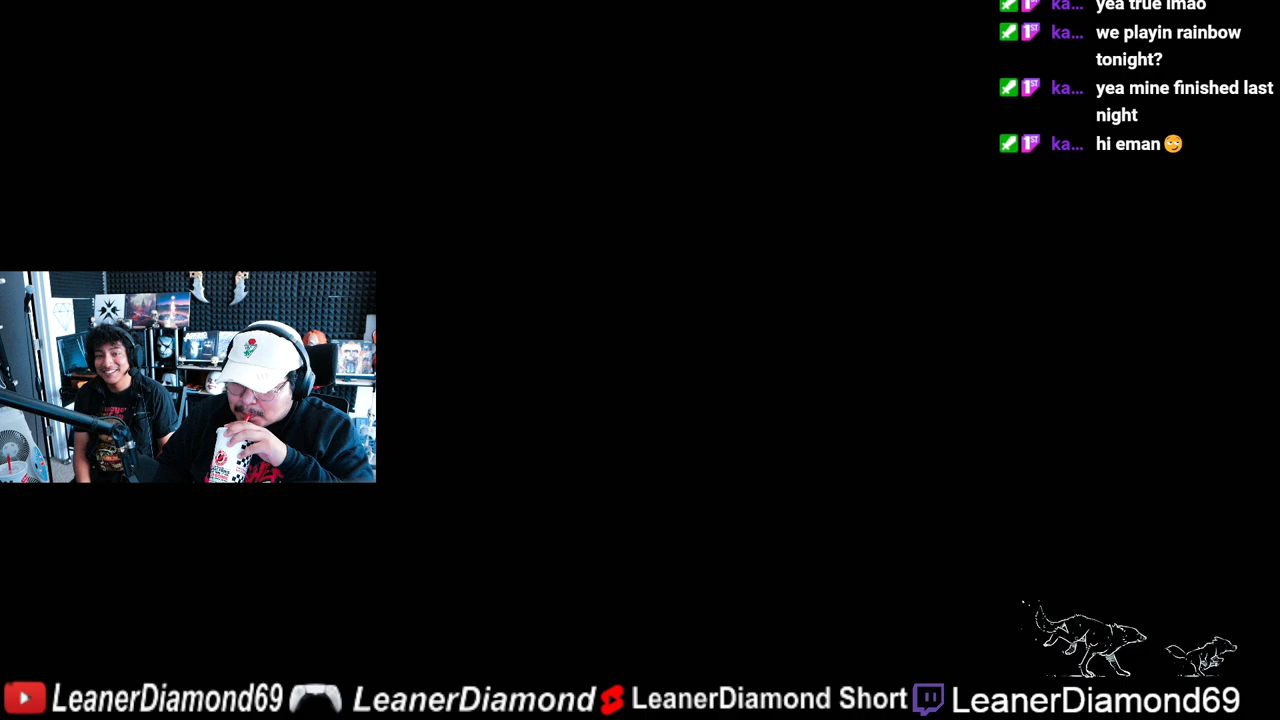 ka... yea true lmao
ka... we playin rainbow
tonight?
ka... yea mine finished last
night
ka... hi eman
LeanerDiamond69 LeanerDiamond LeanerDiamond Short LeanerDiamond69